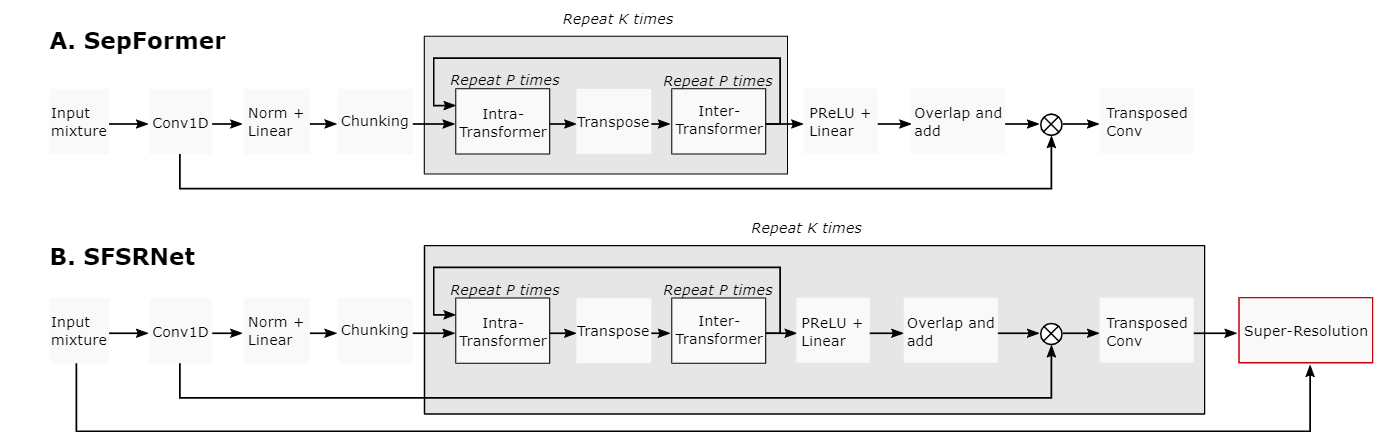 Repeat K times
A. SepFormer
Repeat P times
Repeat P times
Input
mixture
Conv1D
Norm +
Linear
Chunking
Intra-
Transformer
Transpose
Inter-
Transformer
PReLU +
Linear
Overlap and
add
Transposed
Conv
Repeat K times
B. SFSRNet
Repeat P times
Repeat P times
Input
mixture
Conv1D
Norm +
Linear
Chunking
Intra-
Transformer
Transpose
Inter-
Transformer
PReLU +
Linear
Overlap and
add
Transposed
Conv
Super-Resolution